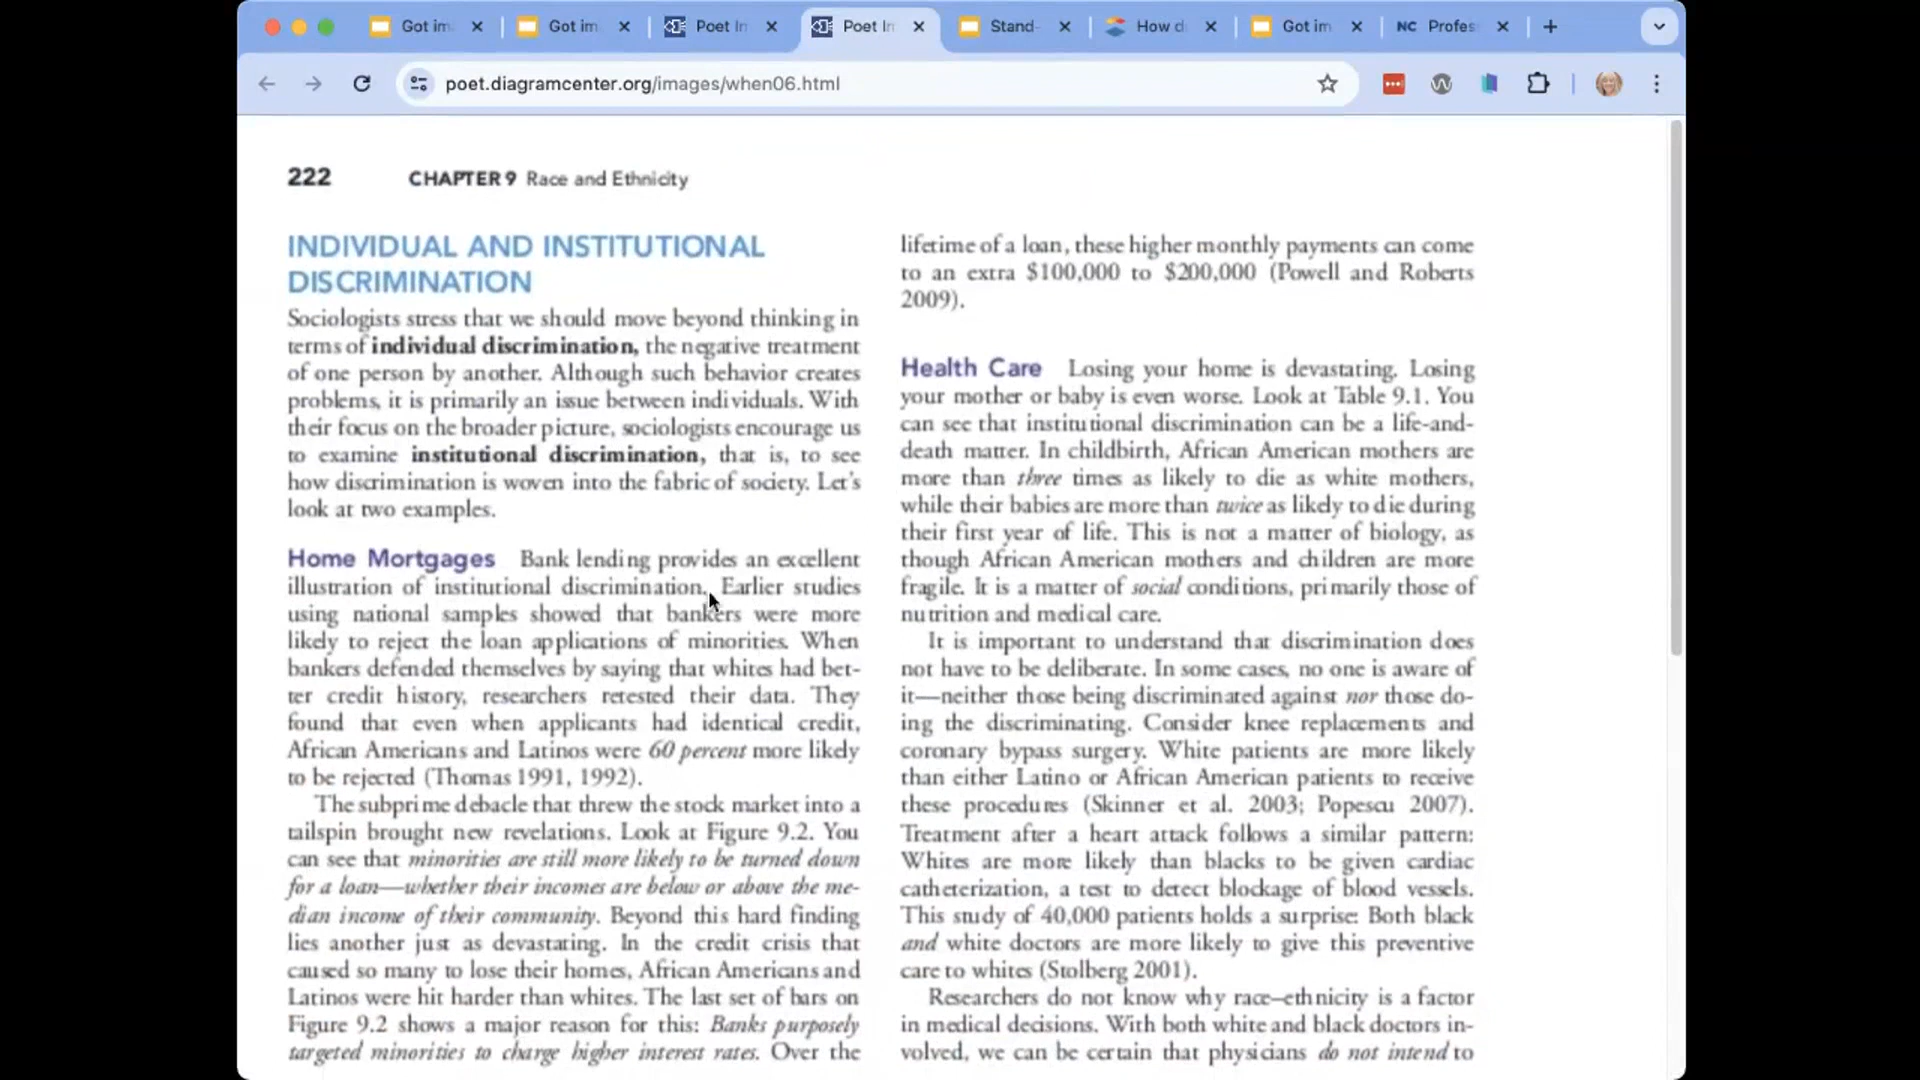 Got im
Got im
Poet In
Poet In
Stand-
How di
Got im
NC Profes
poet.diagramcenter.org/images/when06.html
222 CHAPTER 9 Race and Ethnicity
INDIVIDUAL AND INSTITUTIONAL
DISCRIMINATION
Sociologists stress that we should move beyond thinking in
terms of individual discrimination, the negative treatment
of one person by another. Although such behavior creates
problems, it is primarily an issue between individuals. With
their focus on the broader picture, sociologists encourage us
to examine institutional discrimination, that is, to see
how discrimination is woven into the fabric of society. Let's
look at two examples.
Home Mortgages Bank lending provides an excellent
illustration of institutional discrimination. Earlier studies
using national samples showed that bankers were more
likely to reject the loan applications of minorities. When
bankers defended themselves by saying that whites had bet-
ter credit history, researchers retested their data. They
found that even when applicants had identical credit,
African Americans and Latinos were 60 percent more likely
to be rejected (Thomas 1991, 1992).
The subprime debacle that threw the stock market into a
tailspin brought new revelations. Look at Figure 9.2. You
can see that minorities are still more likely to be turned down
for a loan—whether their incomes are below or above the me-
dian income of their community. Beyond this hard finding
lies another just as devastating. In the credit crisis that
caused so many to lose their homes, African Americans and
Latinos were hit harder than whites. The last set of bars on
Figure 9.2 shows a major reason for this: Banks purposely
targeted minorities to charge higher interest rates. Over the
lifetime of a loan, these higher monthly payments can come
to an extra $100,000 to $200,000 (Powell and Roberts
2009).
Health Care Losing your home is devastating. Losing
your mother or baby is even worse. Look at Table 9.1. You
can see that institutional discrimination can be a life-and-
death matter. In childbirth, African American mothers are
more than three times as likely to die as white mothers,
while their babies are more than twice as likely to die during
their first year of life. This is not a matter of biology, as
though African American mothers and children are more
fragile. It is a matter of social conditions, primarily those of
nutrition and medical care.
It is important to understand that discrimination does
not have to be deliberate. In some cases, no one is aware of
it—neither those being discriminated against nor those do-
ing the discriminating. Consider knee replacements and
coronary bypass surgery. White patients are more likely
than either Latino or African American patients to receive
these procedures (Skinner et al. 2003; Popescu 2007).
Treatment after a heart attack follows a similar pattern:
Whites are more likely than blacks to be given cardiac
catheterization, a test to detect blockage of blood vessels.
This study of 40,000 patients holds a surprise: Both black
and white doctors are more likely to give this preventive
care to whites (Stolberg 2001).
Researchers do not know why race–ethnicity is a factor
in medical decisions. With both white and black doctors in-
volved, we can be certain that physicians do not intend to